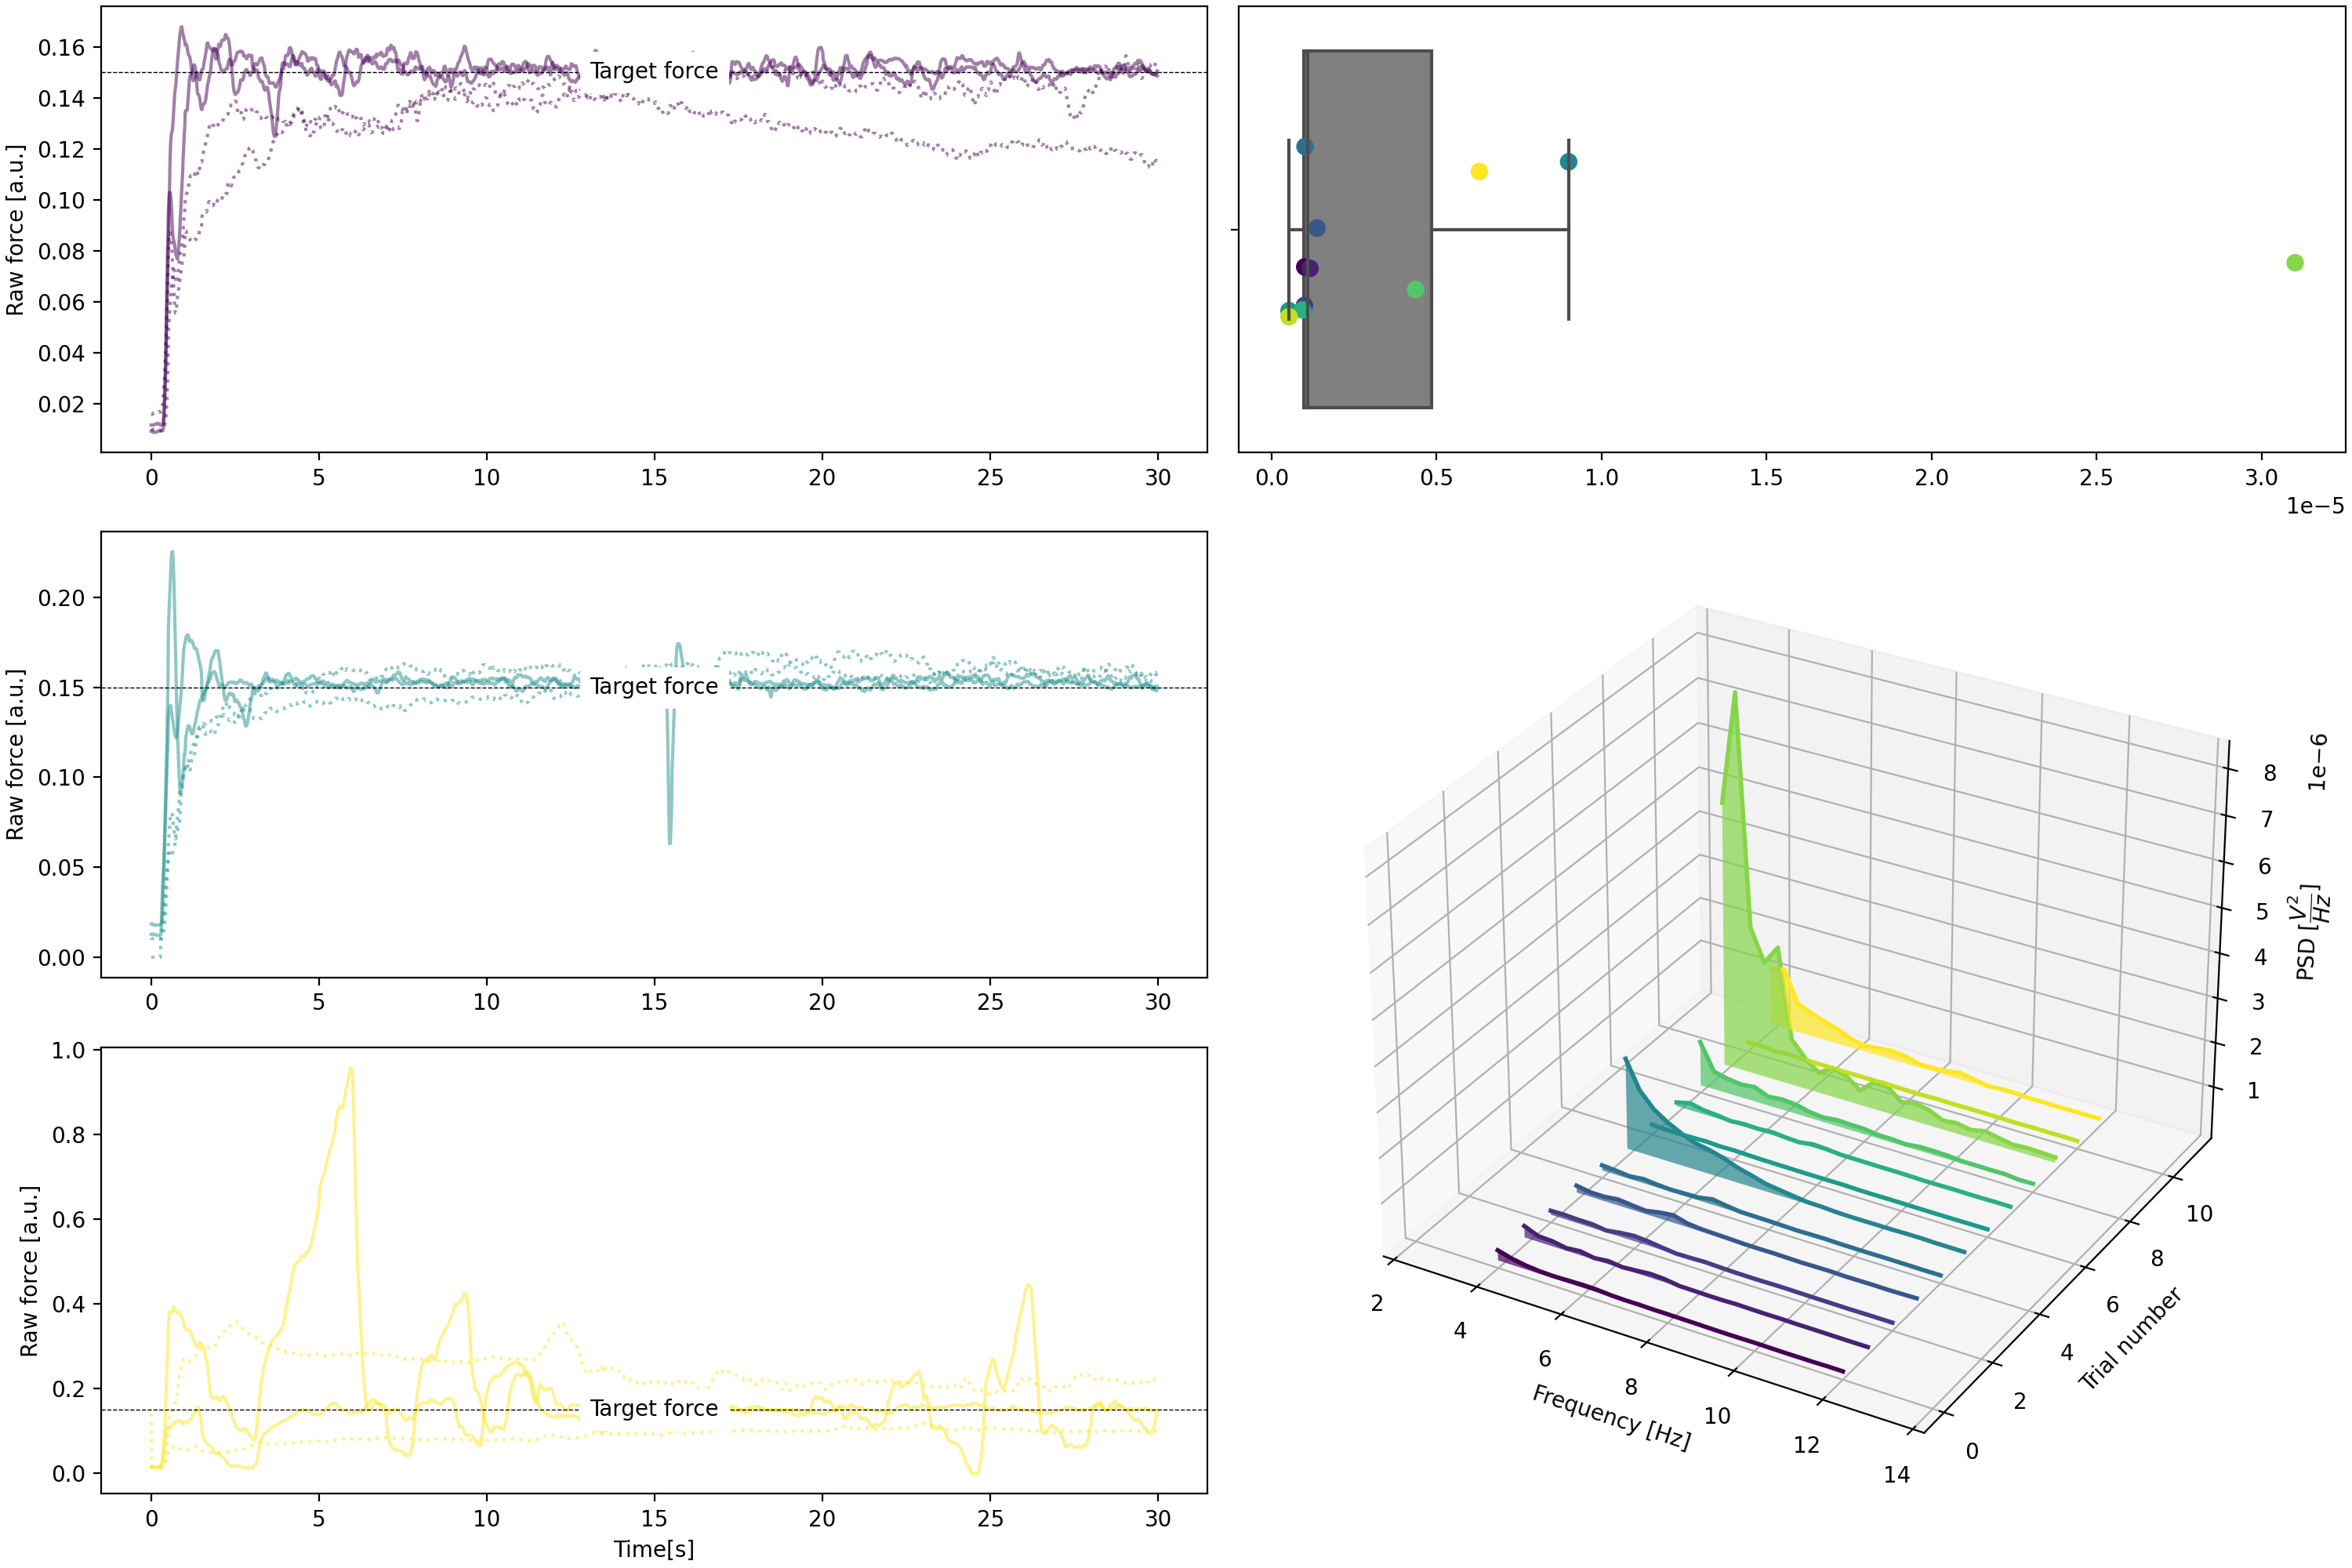 0.16
0.14
0.12
0.10
0.08
0.06
0.04
0.02
Raw force [a.u.]
Target force
0 5 10 15 20 25 30
0.0 0.5 1.0 1.5 2.0 2.5 3.0
1e−5
0.20
0.15
0.10
0.05
0.00
Raw force [a.u.]
Target force
0 5 10 15 20 25 30
1.0
0.8
0.6
0.4
0.2
0.0
Raw force [a.u.]
Target force
0 5 10 15 20 25 30
Time[s]
2 4 6 8 10 12 14
Frequency [Hz]
0 2 4 6 8 10
Trial number
1 2 3 4 5 6 7 8
1e−6
PSD [V²/Hz]